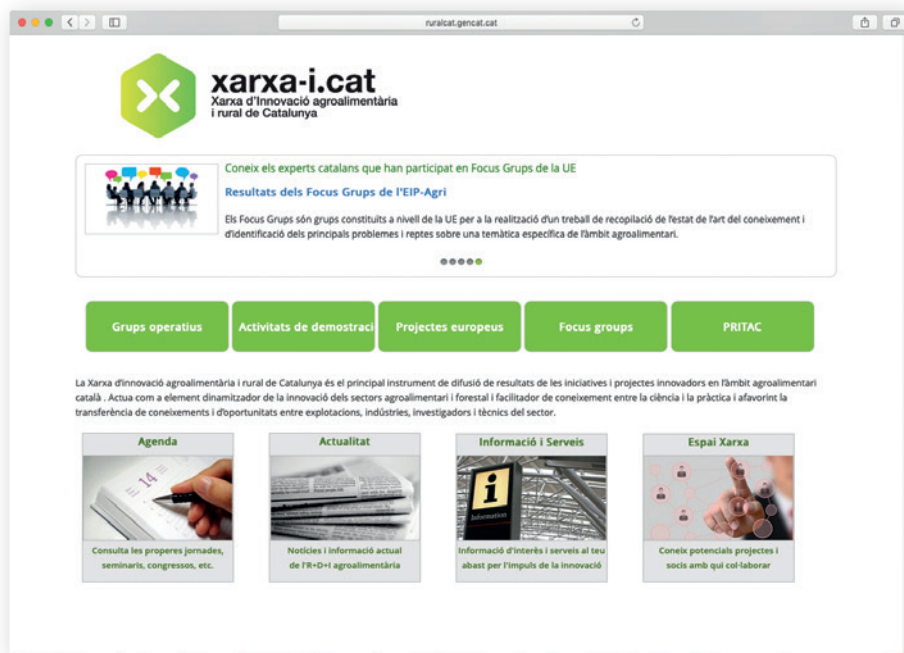 ruralcat.gencat.cat
xarxa-i.cat
Xarxa d'Innovació agroalimentària
i rural de Catalunya
Coneix els experts catalans que han participat en Focus Grups de la UE
Resultats dels Focus Grups de l'EIP-Agri
Els Focus Grups són grups constituïts a nivell de la UE per a la realització d'un treball de recopilació de l'estat de l'art del coneixement i
d'identificació dels principals problemes i reptes sobre una temàtica específica de l'àmbit agroalimentari.
Grups operatius
Activitats de demostraci
Projectes europeus
Focus groups
PRITAC
La Xarxa d'innovació agroalimentària i rural de Catalunya és el principal instrument de difusió de resultats de les iniciatives i projectes innovadors en l'àmbit agroalimentari
català . Actua com a element dinamitzador de la innovació dels sectors agroalimentari i forestal i facilitador de coneixement entre la ciència i la pràctica i afavorint la
transferència de coneixements i d'oportunitats entre explotacions, indústries, investigadors i tècnics del sector.
Agenda
14
Consulta les properes jornades,
seminaris, congressos, etc.
Actualitat
Notícies i informació actual
de l'R+D+I agroalimentària
Informació i Serveis
i
Information
Informació d'interès i serveis al teu
abast per l'impuls de la innovació
Espai Xarxa
Coneix potencials projectes i
socis amb qui col·laborar